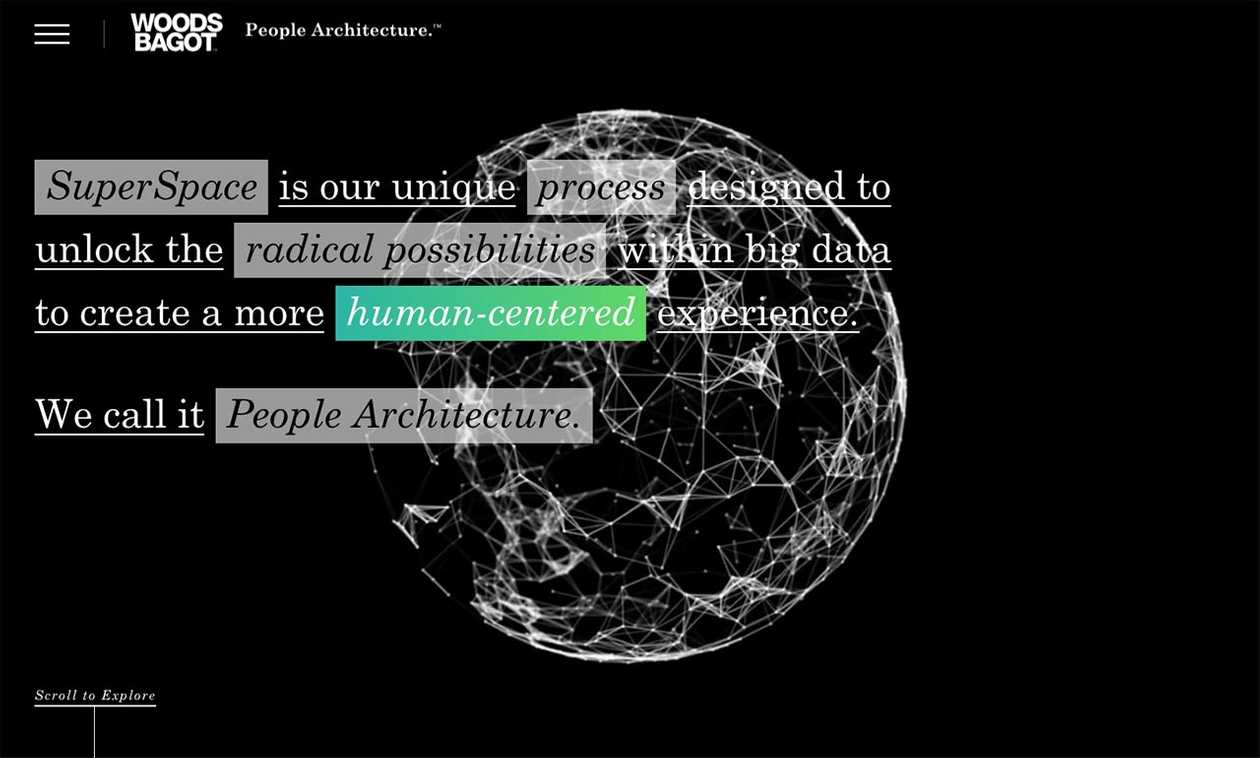 WOODS
BAGOT
People Architecture.™
SuperSpace is our unique process designed to
unlock the radical possibilities within big data
to create a more human-centered experience.
We call it People Architecture.
Scroll to Explore